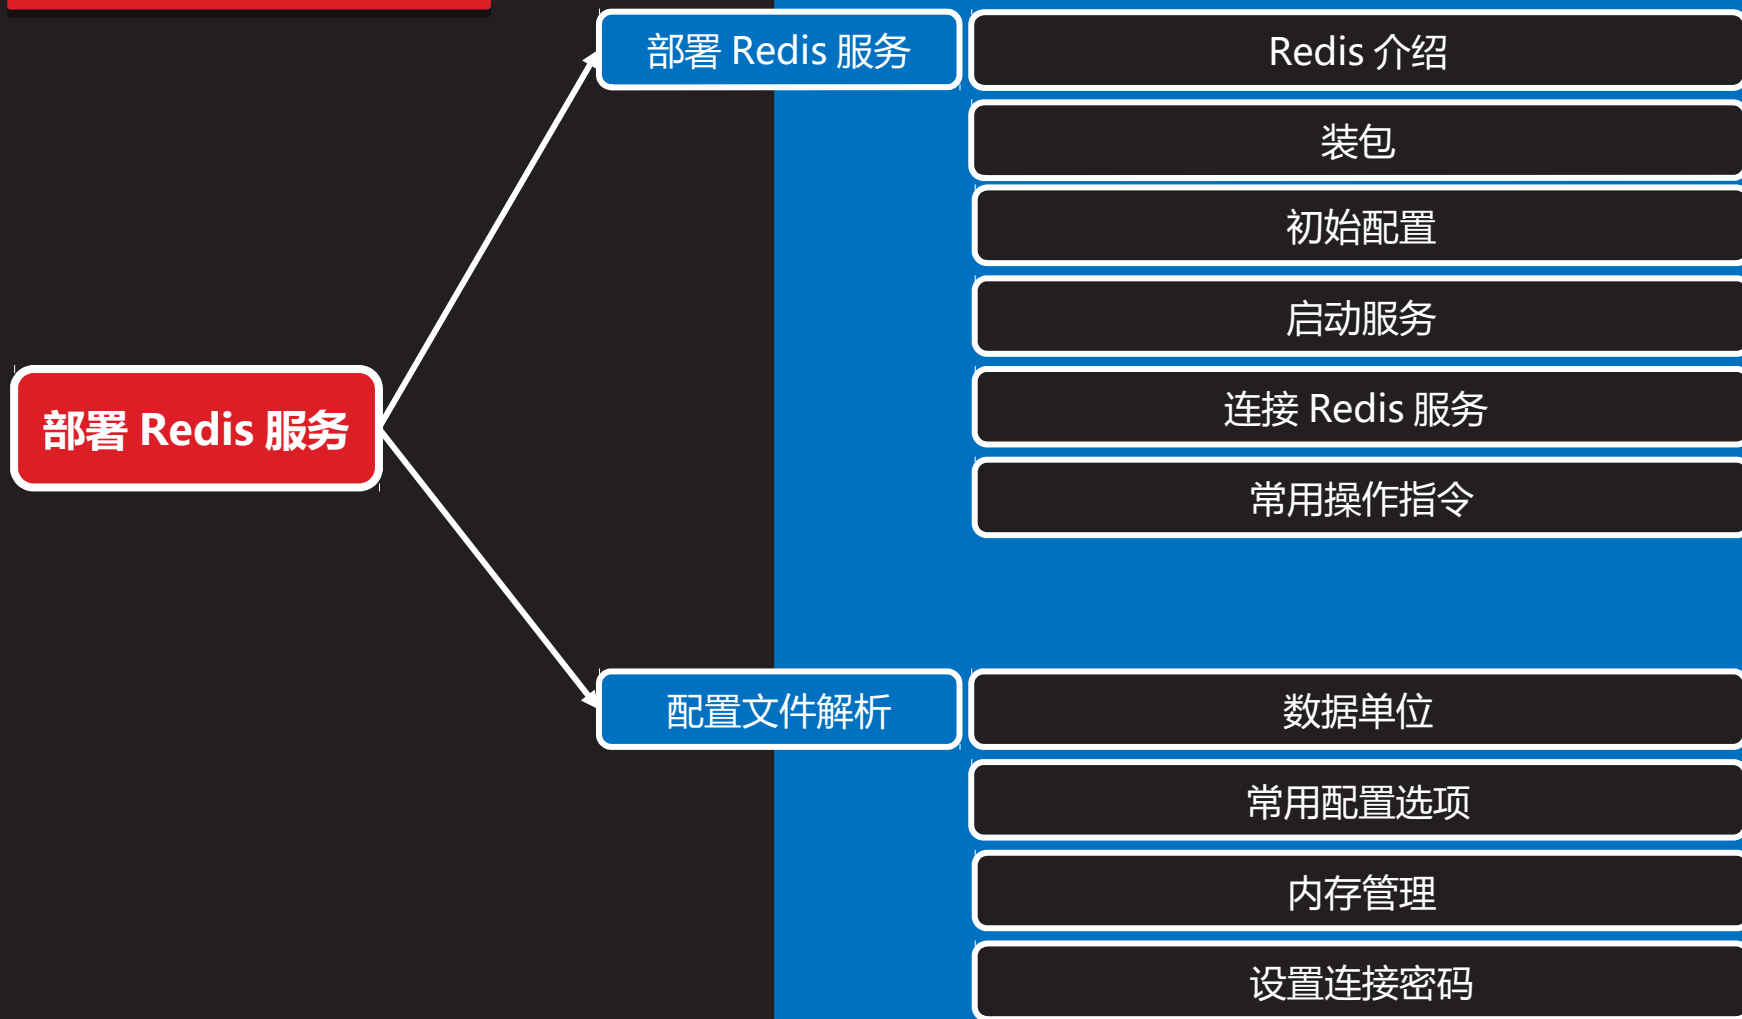 部署 Redis 服务
Redis 介绍
装包
初始配置
启动服务
连接 Redis 服务
常用操作指令
部署 Redis 服务
配置文件解析
数据单位
常用配置选项
内存管理
设置连接密码